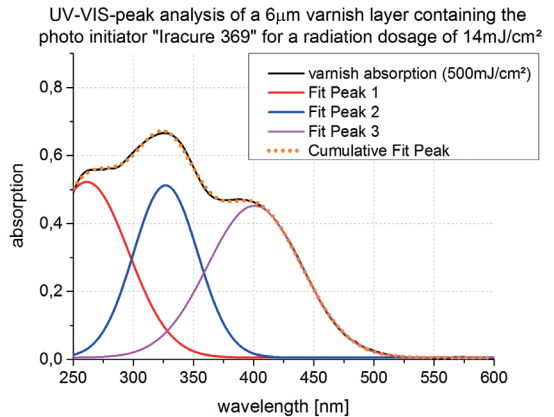 UV-VIS-peak analysis of a 6µm varnish layer containing the
photo initiator "Iracure 369" for a radiation dosage of 14mJ/cm²
varnish absorption (500mJ/cm²)
Fit Peak 1
Fit Peak 2
Fit Peak 3
Cumulative Fit Peak
absorption
0,8
0,6
0,4
0,2
0,0
250 300 350 400 450 500 550 600
wavelength [nm]